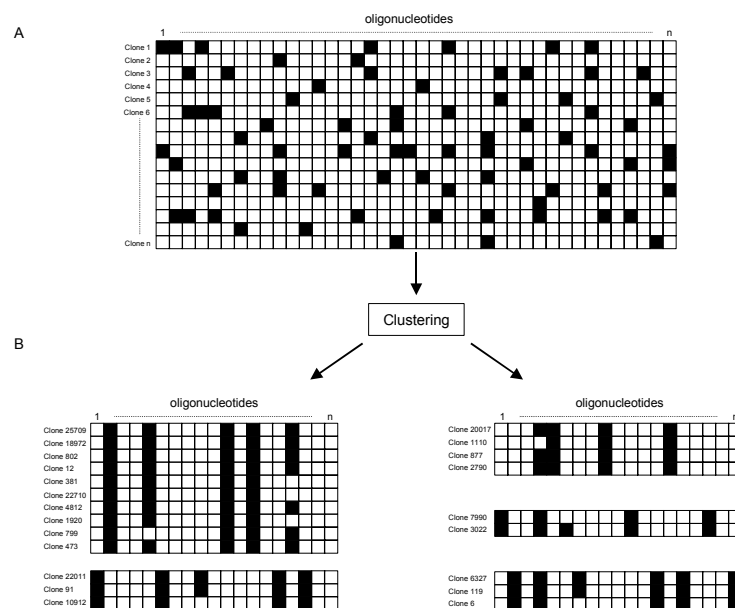 A
oligonucleotides
1 n
Clone 1
Clone 2
Clone 3
Clone 4
Clone 5
Clone 6
Clone n
Clustering
B
oligonucleotides
1 n
Clone 25709
Clone 18972
Clone 802
Clone 12
Clone 381
Clone 22710
Clone 4812
Clone 1920
Clone 799
Clone 473
Clone 22011
Clone 91
Clone 10912
oligonucleotides
1 n
Clone 20017
Clone 1110
Clone 877
Clone 2790
Clone 7990
Clone 3022
Clone 6327
Clone 119
Clone 6